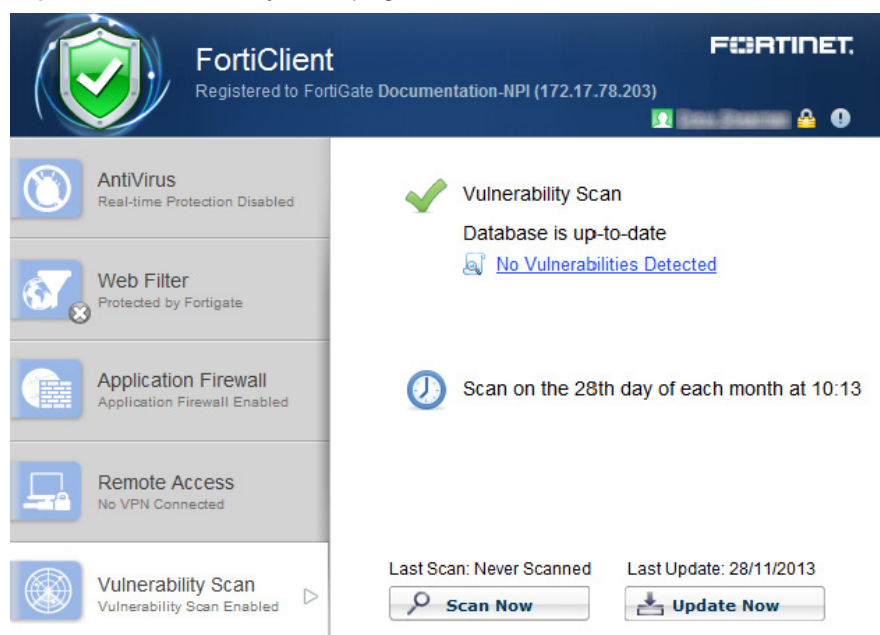 FortiClient
FORTINET.
Registered to FortiGate Documentation-NPI (172.17.78.203)
AntiVirus
Real-time Protection Disabled
Web Filter
Protected by Fortigate
Application Firewall
Application Firewall Enabled
Remote Access
No VPN Connected
Vulnerability Scan
Vulnerability Scan Enabled
Vulnerability Scan
Database is up-to-date
No Vulnerabilities Detected
Scan on the 28th day of each month at 10:13
Last Scan: Never Scanned
Last Update: 28/11/2013
Scan Now
Update Now